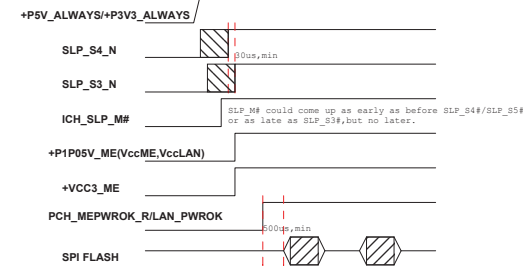 +P5V_ALWAYS/+P3V3_ALWAYS
SLP_S4_N
30us,min
SLP_S3_N
ICH_SLP_M#
SLP_M# could come up as early as before SLP_S4#/SLP_S5#
or as late as SLP_S3#,but no later.
+P1P05V_ME(VccME,VccLAN)
+VCC3_ME
PCH_MEPWROK_R/LAN_PWROK
500us,min
SPI FLASH